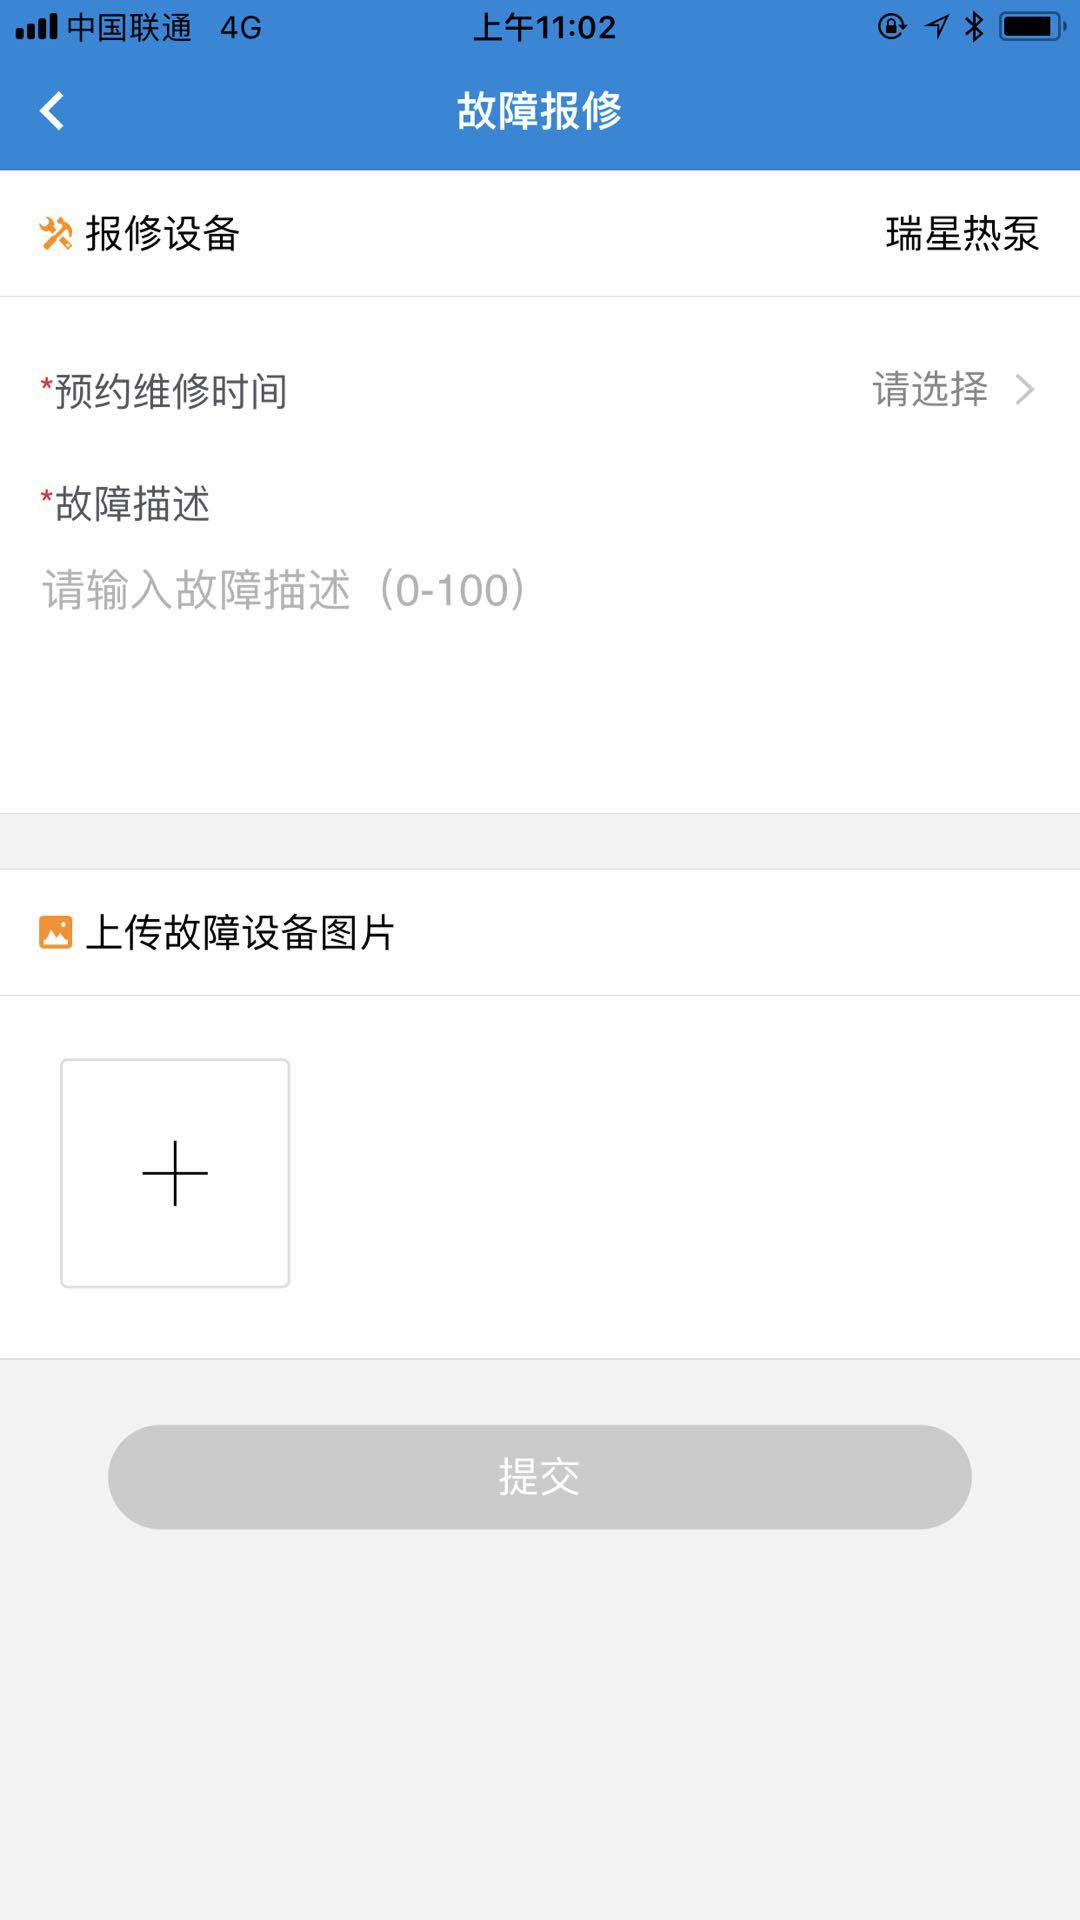 中国联通 4G 上午11:02
故障报修
报修设备 瑞星热泵
*预约维修时间 请选择
*故障描述
请输入故障描述（0-100）
上传故障设备图片
提交